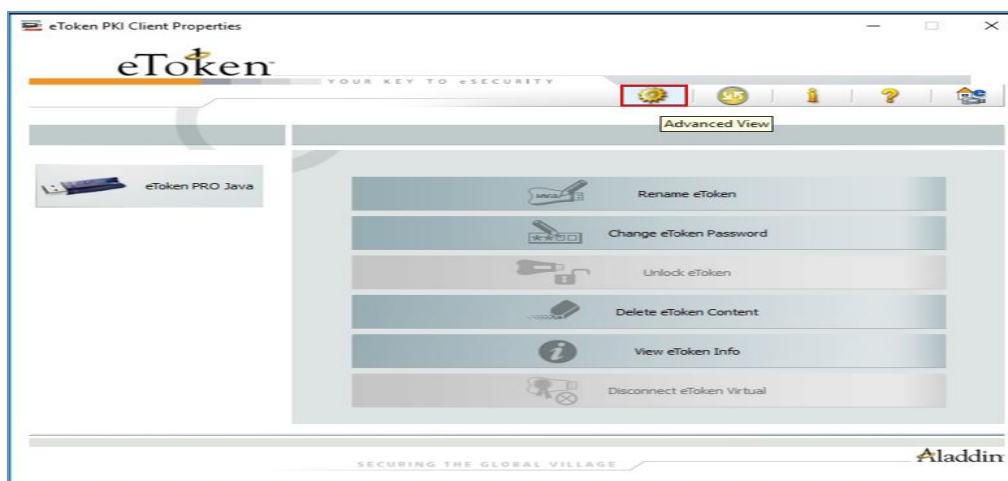 eToken PKI Client Properties
eToken
YOUR KEY TO eSECURITY
Advanced View
eToken PRO Java
Rename eToken
Change eToken Password
Unlock eToken
Delete eToken Content
View eToken Info
Disconnect eToken Virtual
SECURING THE GLOBAL VILLAGE
Aladdin